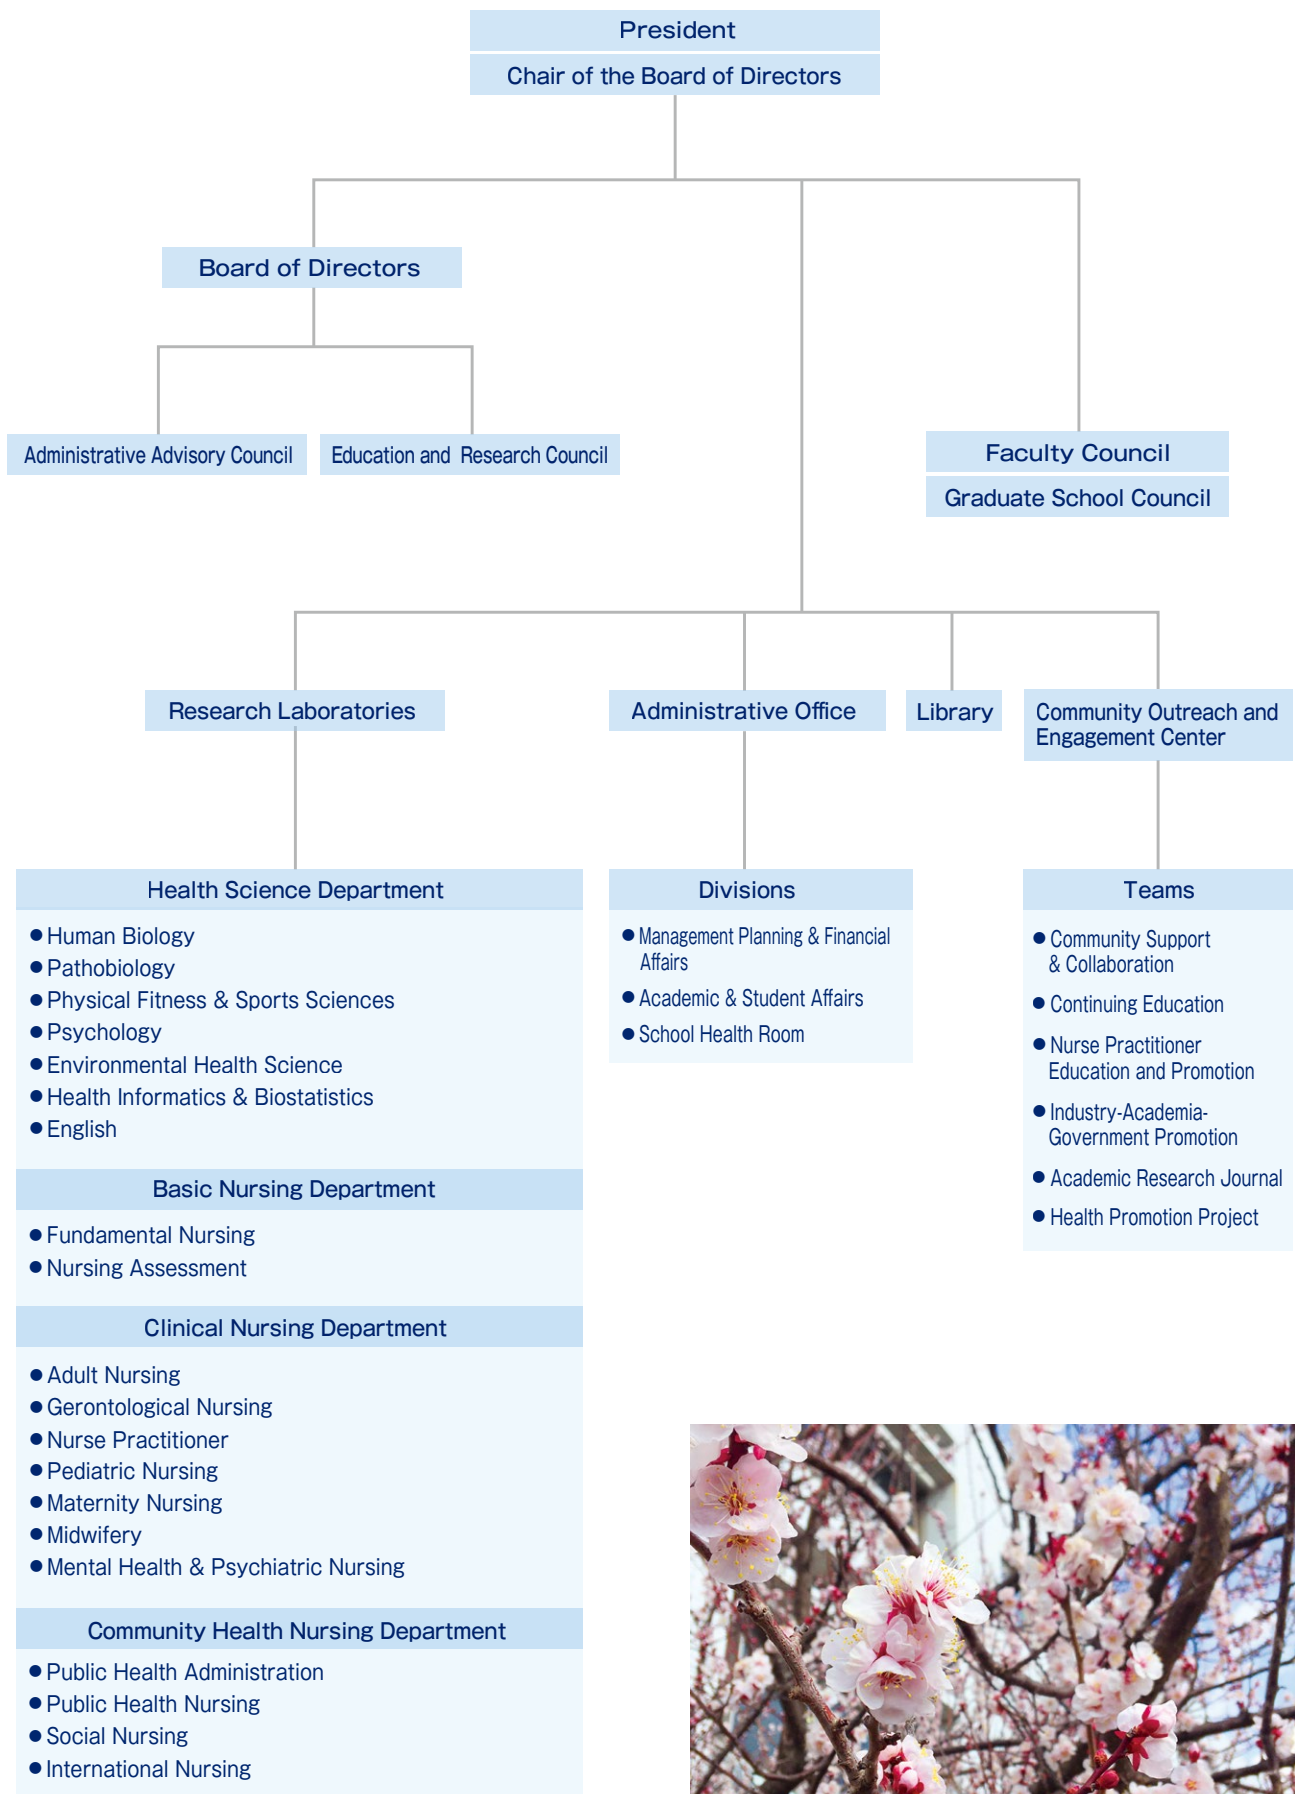 President
Chair of the Board of Directors
Board of Directors
Administrative Advisory Council
Education and Research Council
Faculty Council
Graduate School Council
Research Laboratories
Administrative Office
Library
Community Outreach and
Engagement Center
Health Science Department
● Human Biology
● Pathobiology
● Physical Fitness & Sports Sciences
● Psychology
● Environmental Health Science
● Health Informatics & Biostatistics
● English
Basic Nursing Department
● Fundamental Nursing
● Nursing Assessment
Clinical Nursing Department
● Adult Nursing
● Gerontological Nursing
● Nurse Practitioner
● Pediatric Nursing
● Maternity Nursing
● Midwifery
● Mental Health & Psychiatric Nursing
Community Health Nursing Department
● Public Health Administration
● Public Health Nursing
● Social Nursing
● International Nursing
Divisions
● Management Planning & Financial
Affairs
● Academic & Student Affairs
● School Health Room
Teams
● Community Support
& Collaboration
● Continuing Education
● Nurse Practitioner
Education and Promotion
● Industry-Academia-
Government Promotion
● Academic Research Journal
● Health Promotion Project